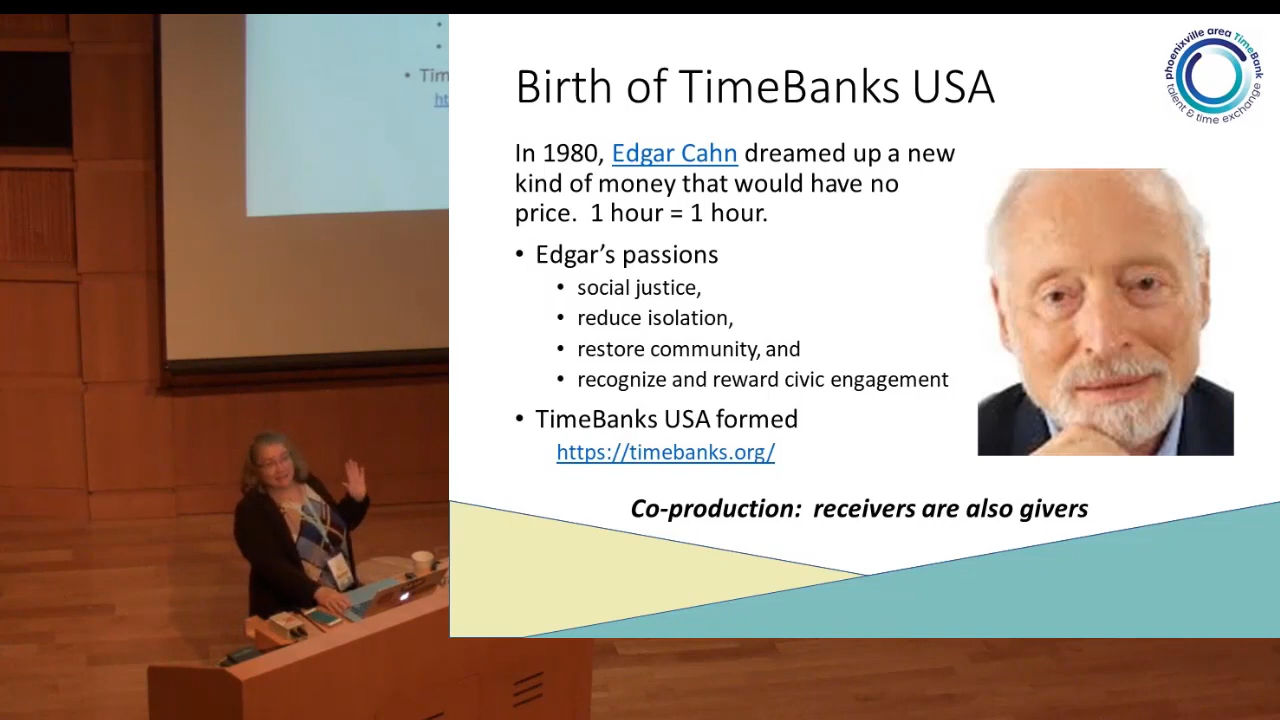 • Tim
ht
phoenixville area TimeBank
talent & time exchange
Birth of TimeBanks USA
In 1980, Edgar Cahn dreamed up a new
kind of money that would have no
price.  1 hour = 1 hour.
• Edgar’s passions
• social justice,
• reduce isolation,
• restore community, and
• recognize and reward civic engagement
• TimeBanks USA formed
https://timebanks.org/
Co-production:  receivers are also givers